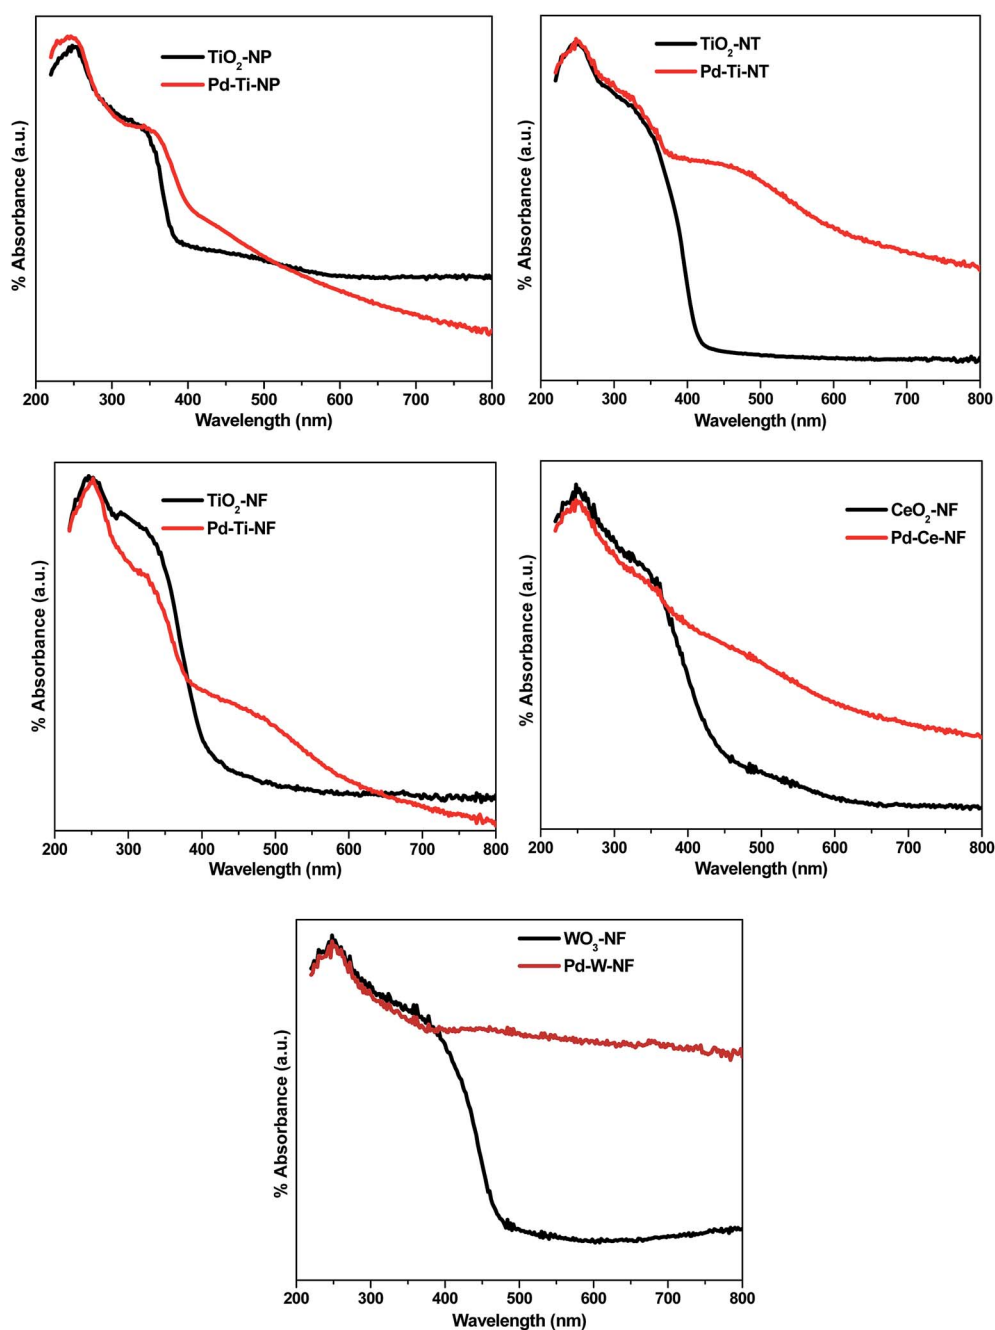 TiO2-NP
Pd-Ti-NP
% Absorbance (a.u.)
200 300 400 500 600 700 800
Wavelength (nm)
TiO2-NT
Pd-Ti-NT
% Absorbance (a.u.)
200 300 400 500 600 700 800
Wavelength (nm)
TiO2-NF
Pd-Ti-NF
% Absorbance (a.u.)
200 300 400 500 600 700 800
Wavelength (nm)
CeO2-NF
Pd-Ce-NF
% Absorbance (a.u.)
200 300 400 500 600 700 800
Wavelength (nm)
WO3-NF
Pd-W-NF
% Absorbance (a.u.)
200 300 400 500 600 700 800
Wavelength (nm)